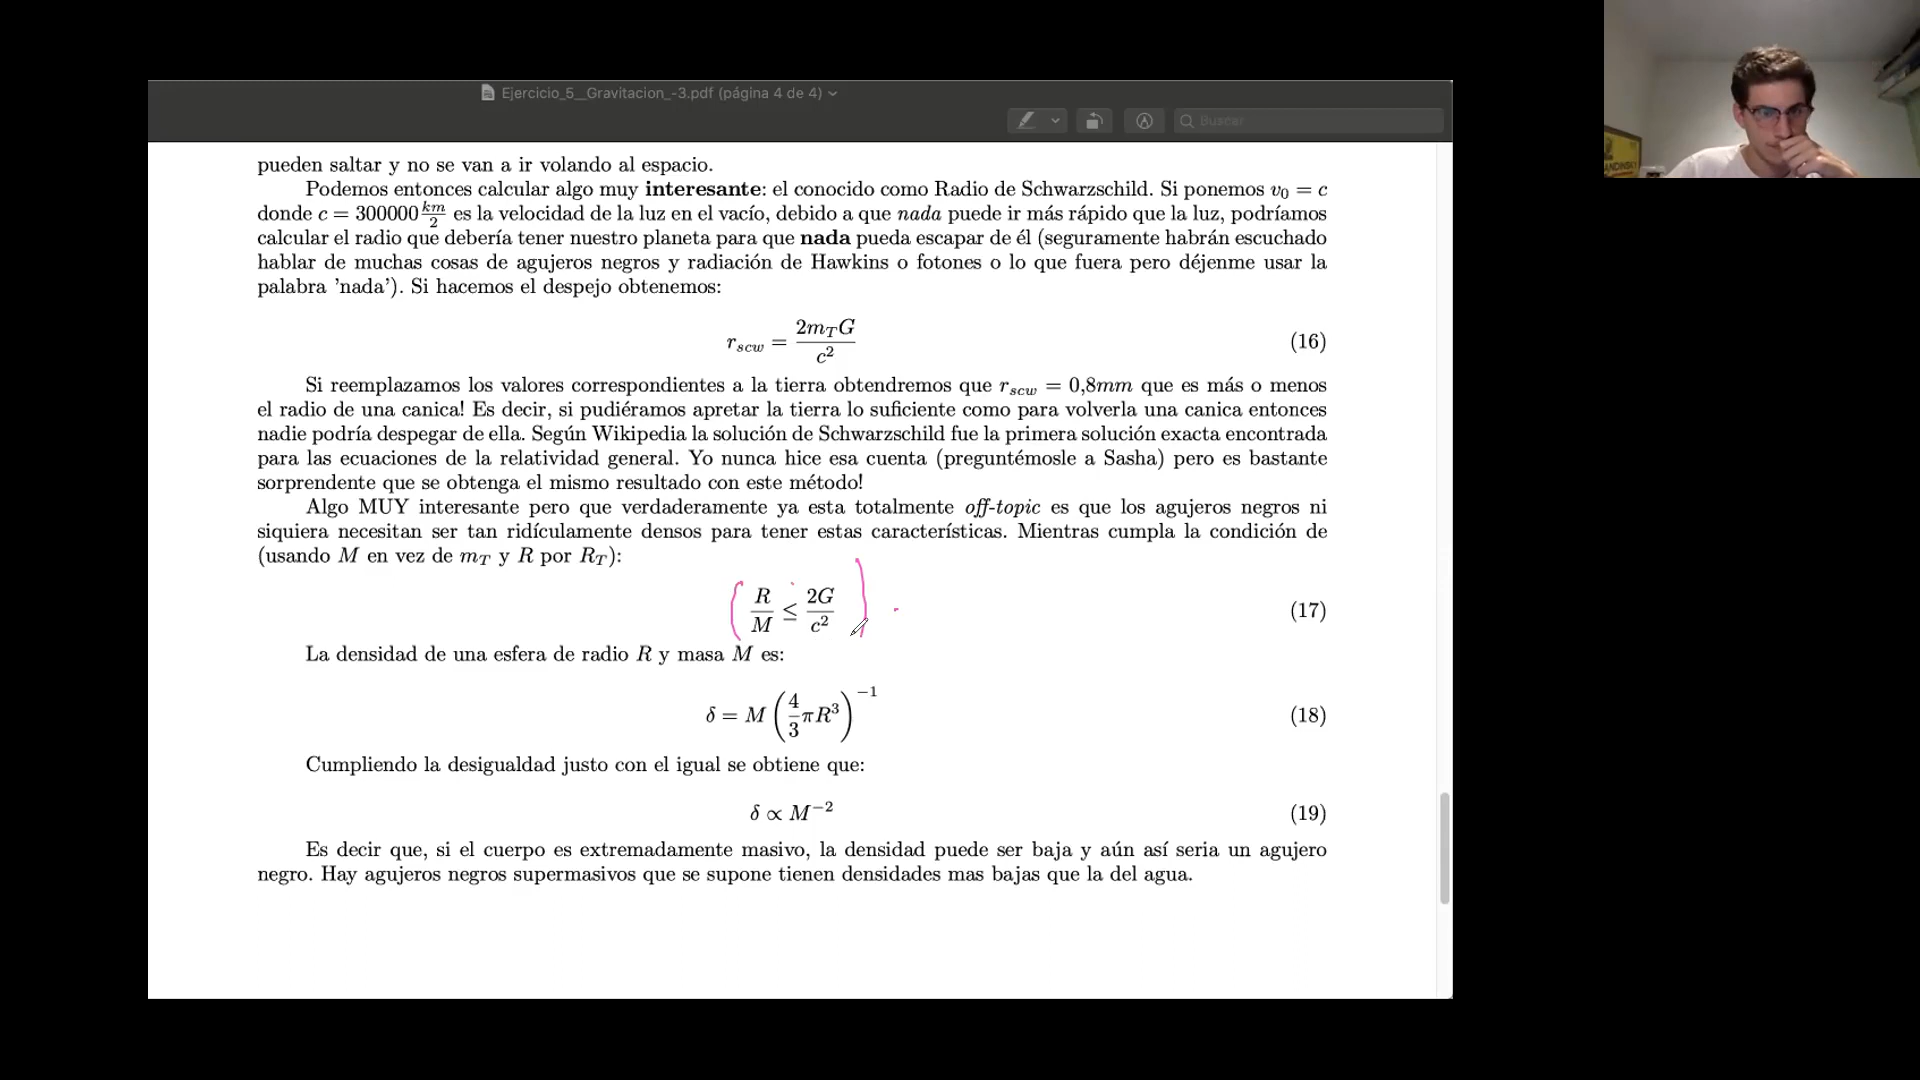 Ejercicio_5__Gravitacion_-3.pdf (página 4 de 4)
Buscar
pueden saltar y no se van a ir volando al espacio.
Podemos entonces calcular algo muy interesante: el conocido como Radio de Schwarzschild. Si ponemos v₀ = c
donde c = 300000 km/2 es la velocidad de la luz en el vacío, debido a que nada puede ir más rápido que la luz, podríamos
calcular el radio que debería tener nuestro planeta para que nada pueda escapar de él (seguramente habrán escuchado
hablar de muchas cosas de agujeros negros y radiación de Hawkins o fotones o lo que fuera pero déjenme usar la
palabra 'nada'). Si hacemos el despejo obtenemos:
r_scw = 2m_T G / c² (16)
Si reemplazamos los valores correspondientes a la tierra obtendremos que r_scw = 0,8mm que es más o menos
el radio de una canica! Es decir, si pudiéramos apretar la tierra lo suficiente como para volverla una canica entonces
nadie podría despegar de ella. Según Wikipedia la solución de Schwarzschild fue la primera solución exacta encontrada
para las ecuaciones de la relatividad general. Yo nunca hice esa cuenta (preguntémosle a Sasha) pero es bastante
sorprendente que se obtenga el mismo resultado con este método!
Algo MUY interesante pero que verdaderamente ya esta totalmente off-topic es que los agujeros negros ni
siquiera necesitan ser tan ridículamente densos para tener estas características. Mientras cumpla la condición de
(usando M en vez de m_T y R por R_T):
R/M ≤ 2G/c² (17)
La densidad de una esfera de radio R y masa M es:
δ = M (4/3 πR³)⁻¹ (18)
Cumpliendo la desigualdad justo con el igual se obtiene que:
δ ∝ M⁻² (19)
Es decir que, si el cuerpo es extremadamente masivo, la densidad puede ser baja y aún así seria un agujero
negro. Hay agujeros negros supermasivos que se supone tienen densidades mas bajas que la del agua.